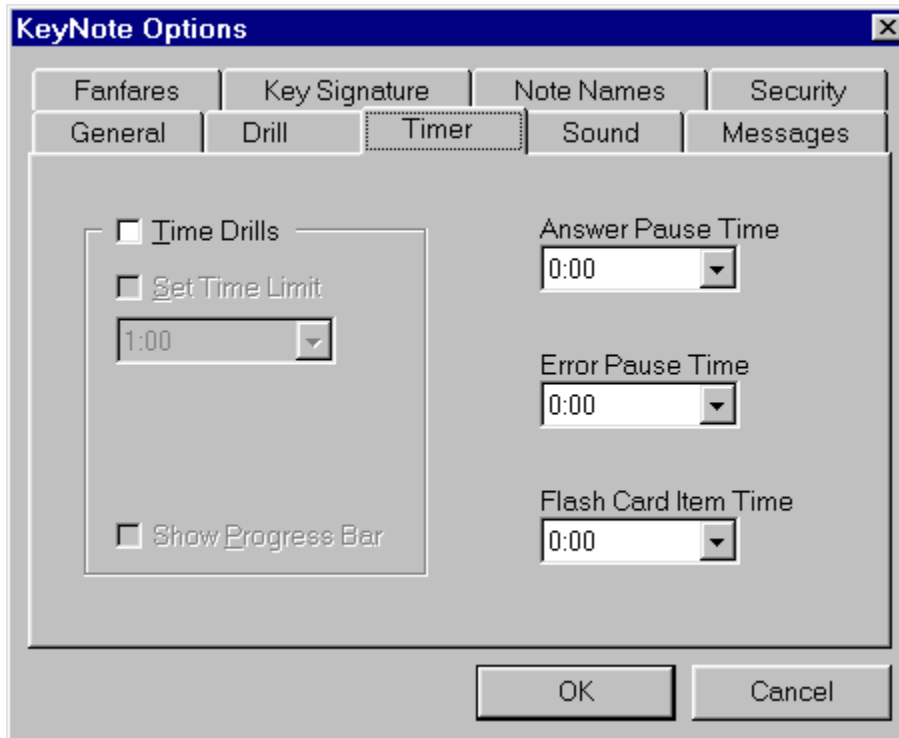 KeyNote Options
Fanfares Key Signature Note Names Security
General Drill Timer Sound Messages
Time Drills
Set Time Limit
1:00
Show Progress Bar
Answer Pause Time
0:00
Error Pause Time
0:00
Flash Card Item Time
0:00
OK Cancel